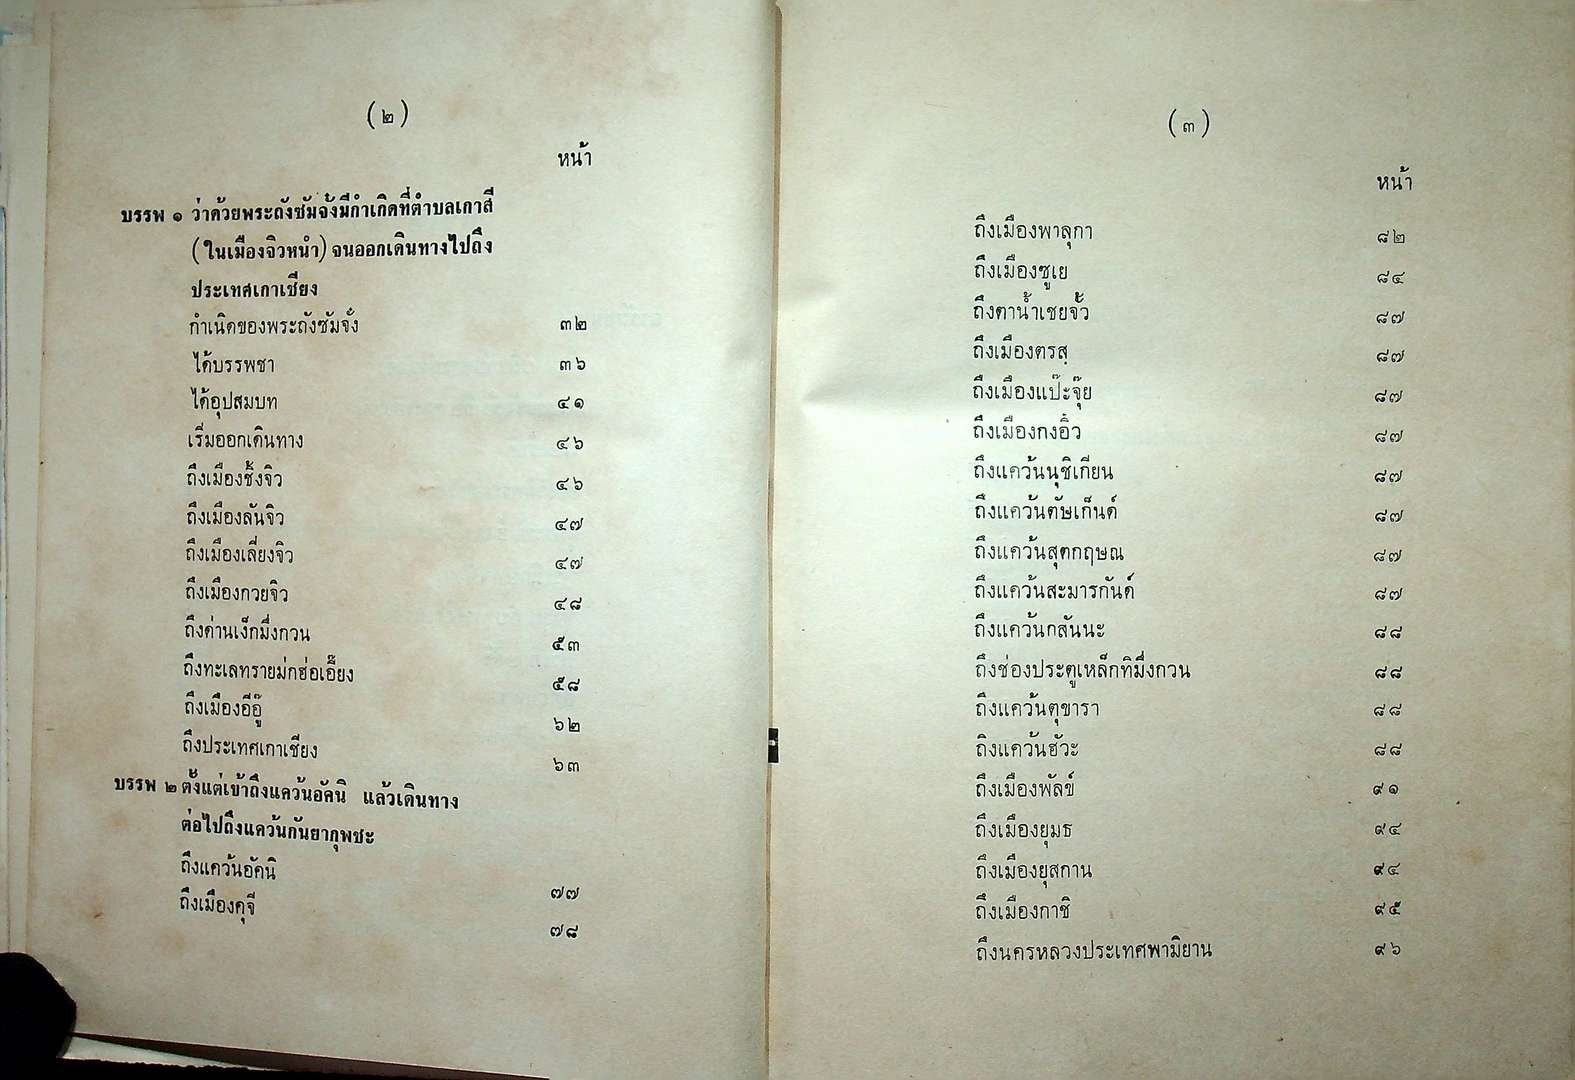 (๒)
หน้า
บรรพ ๑ ว่าด้วยพระถังซัมจั๋งมีกำเกิดที่ตำบลเกาสี
(ในเมืองจิวหนำ) จนออกเดินทางไปถึง
ประเทศเกาเชียง
กำเนิดของพระถังซัมจั๋ง ๓๒
ได้บรรพชา ๓๖
ได้อุปสมบท ๔๑
เริ่มออกเดินทาง ๔๖
ถึงเมืองชิ้งจิว ๔๖
ถึงเมืองลันจิว ๔๗
ถึงเมืองเลี่ยงจิว ๔๗
ถึงเมืองกวยจิว ๔๘
ถึงด่านเง็กมึ่งกวน ๕๓
ถึงทะเลทรายม่กฮ่อเอี๊ยง ๕๘
ถึงเมืองอีอู๊ ๖๒
ถึงประเทศเกาเชียง ๖๓
บรรพ ๒ ตั้งแต่เข้าถึงแคว้นอัคนิ แล้วเดินทาง
ต่อไปถึงแคว้นกันยากุพชะ
ถึงแคว้นอัคนิ ๗๗
ถึงเมืองคุจี ๗๘
(๓)
หน้า
ถึงเมืองพาลุกา ๘๒
ถึงเมืองซูเย ๘๔
ถึงตาน้ำเชยจั้ว ๘๗
ถึงเมืองตรสุ ๘๗
ถึงเมืองแป๊ะจุ๊ย ๘๗
ถึงเมืองกงอิ๋ว ๘๗
ถึงแคว้นนุชิเกียน ๘๗
ถึงแคว้นตัษเก็นด์ ๘๗
ถึงแคว้นสุตกฤษณ ๘๗
ถึงแคว้นสะมารกันด์ ๘๗
ถึงแคว้นกสันนะ ๘๘
ถึงช่องประตูเหล็กทิมึ่งกวน ๘๘
ถึงแคว้นตุขารา ๘๘
ถึงแคว้นฮัวะ ๘๘
ถึงเมืองพัลข์ ๙๑
ถึงเมืองยุมธ ๙๔
ถึงเมืองยุสกาน ๙๔
ถึงเมืองกาชิ ๙๕
ถึงนครหลวงประเทศพามิยาน ๙๖